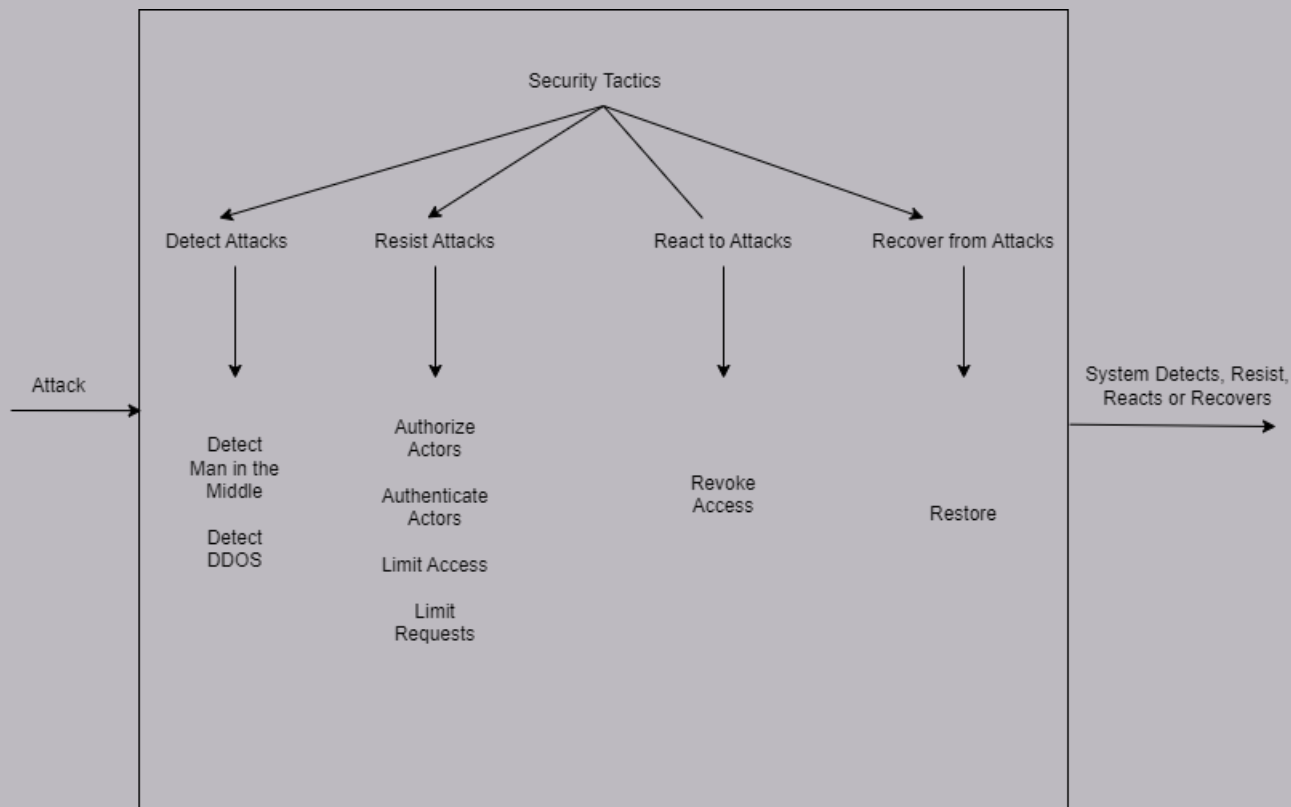 Security Tactics
Detect Attacks
Resist Attacks
React to Attacks
Recover from Attacks
Attack
System Detects, Resist,
Reacts or Recovers
Detect
Man in the
Middle
Detect
DDOS
Authorize
Actors
Authenticate
Actors
Limit Access
Limit
Requests
Revoke
Access
Restore